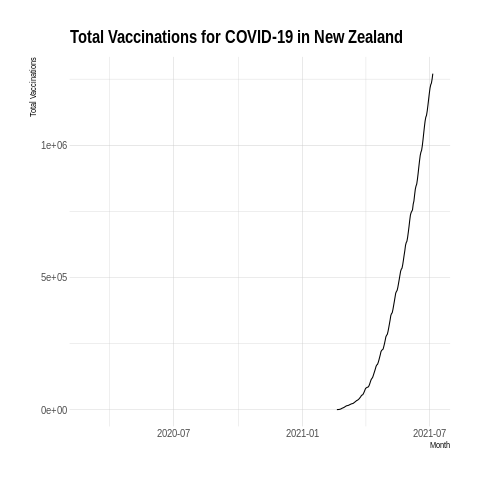 Total Vaccinations for COVID-19 in New Zealand
Total Vaccinations
1e+06
5e+05
0e+00
2020-07
2021-01
2021-07
Month